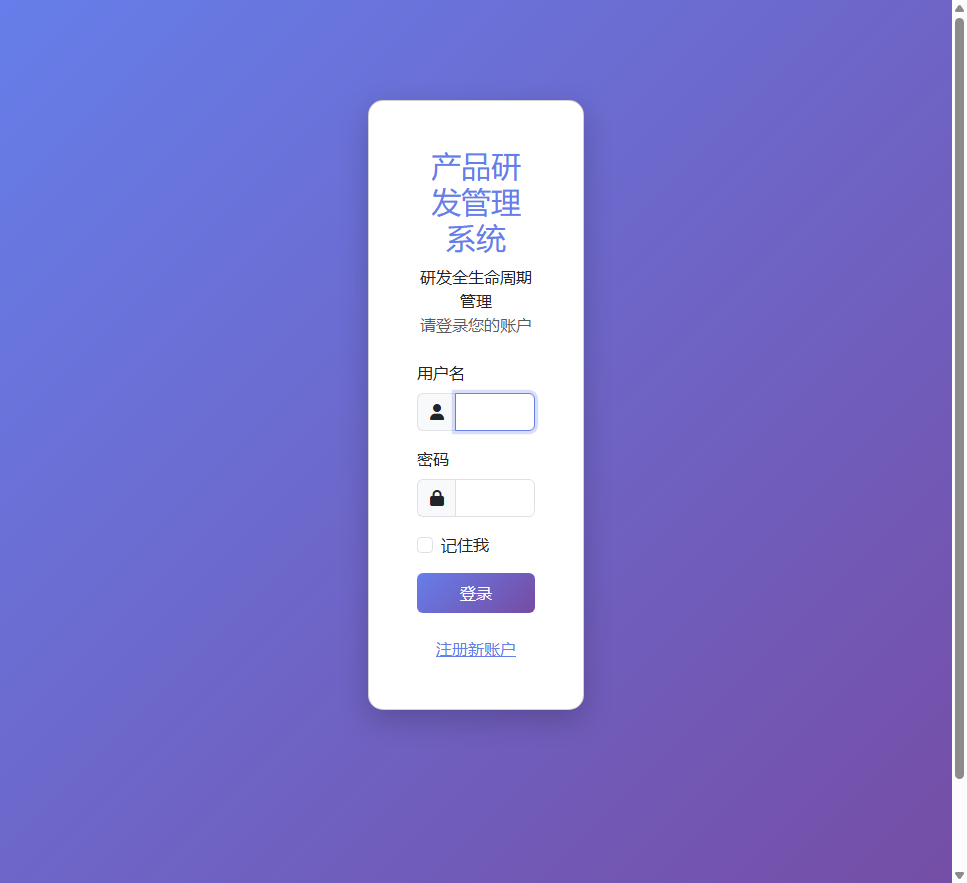 产品研
发管理
系统
研发全生命周期
管理
请登录您的账户
用户名
密码
记住我
登录
注册新账户